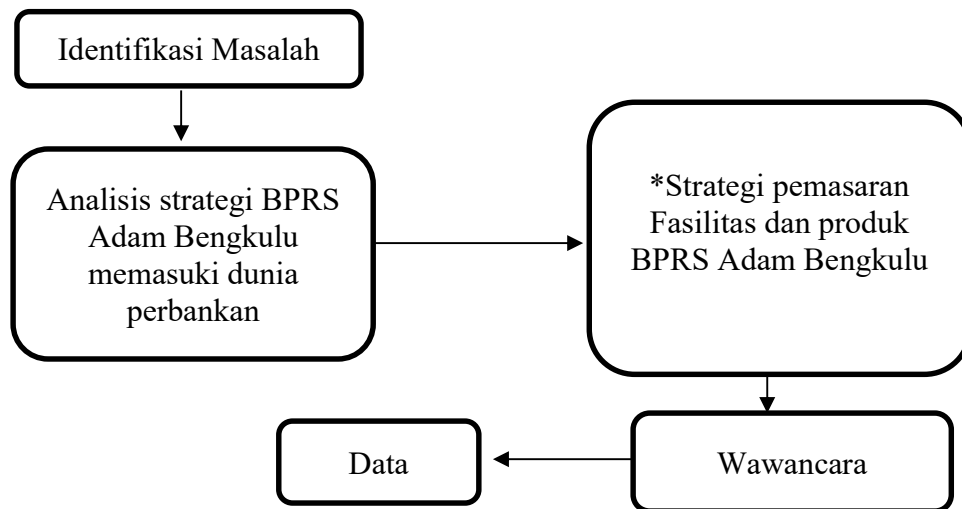 Identifikasi Masalah
Analisis strategi BPRS
Adam Bengkulu
memasuki dunia
perbankan
*Strategi pemasaran
Fasilitas dan produk
BPRS Adam Bengkulu
Wawancara
Data